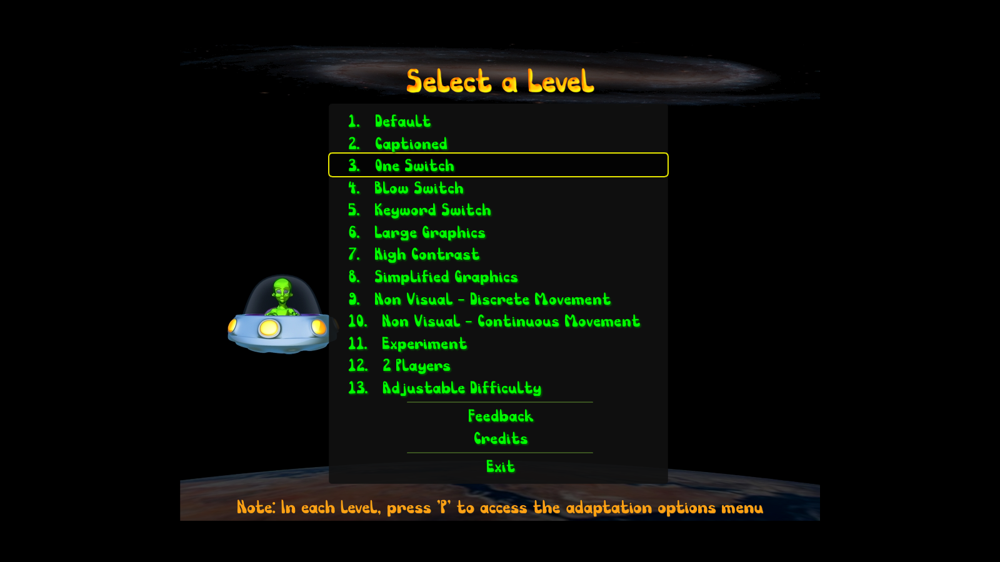 Select a Level
1. Default
2. Captioned
3. One Switch
4. Blow Switch
5. Keyword Switch
6. Large Graphics
7. High Contrast
8. Simplified Graphics
9. Non Visual - Discrete Movement
10. Non Visual - Continuous Movement
11. Experiment
12. 2 Players
13. Adjustable Difficulty
Feedback
Credits
Exit
Note: In each level, press 'P' to access the adaptation options menu